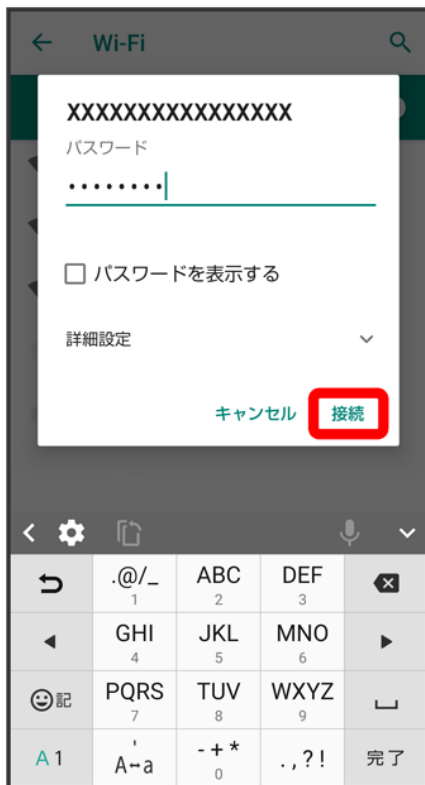 Wi-Fi
XXXXXXXXXXXXXXXX
パスワード
••••••••
パスワードを表示する
詳細設定
キャンセル 接続
.@/_ ABC DEF
1 2 3
GHI JKL MNO
4 5 6
記 PQRS TUV WXYZ
7 8 9
A1 ' - + * .,?! 完了
A↔a 0